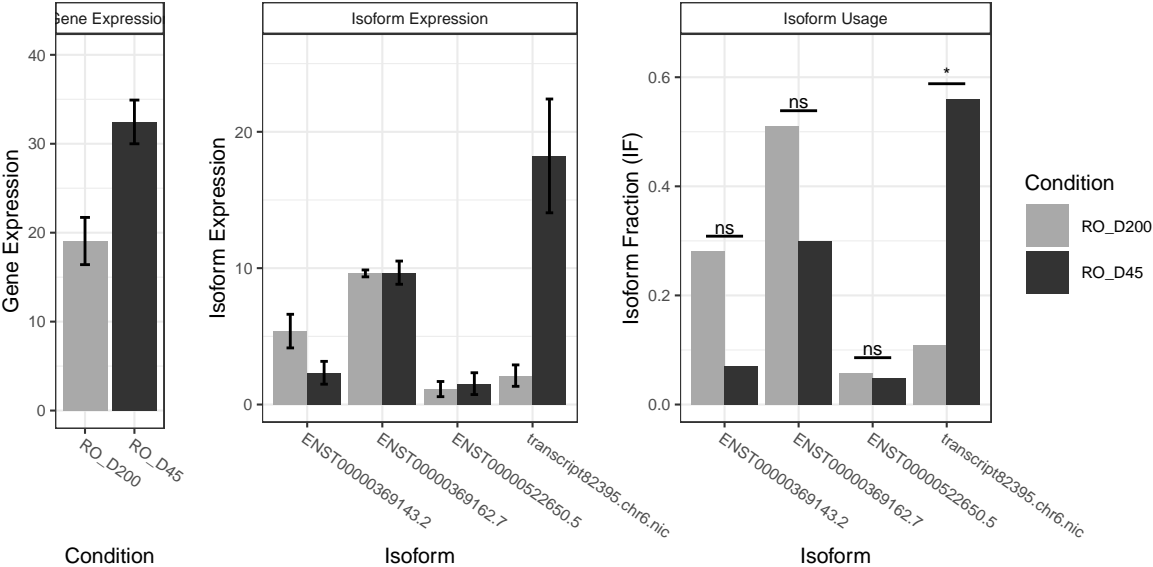 Gene Expression
Gene Expression
40
30
20
10
0
RO_D200
RO_D45
Condition
Isoform Expression
Isoform Expression
20
10
0
ENST00000369143.2
ENST00000369162.7
ENST00000522650.5
transcript82395.chr6.nic
Isoform
Isoform Usage
Isoform Fraction (IF)
0.6
0.4
0.2
0.0
ns
ns
ns
*
ENST00000369143.2
ENST00000369162.7
ENST00000522650.5
transcript82395.chr6.nic
Isoform
Condition
RO_D200
RO_D45